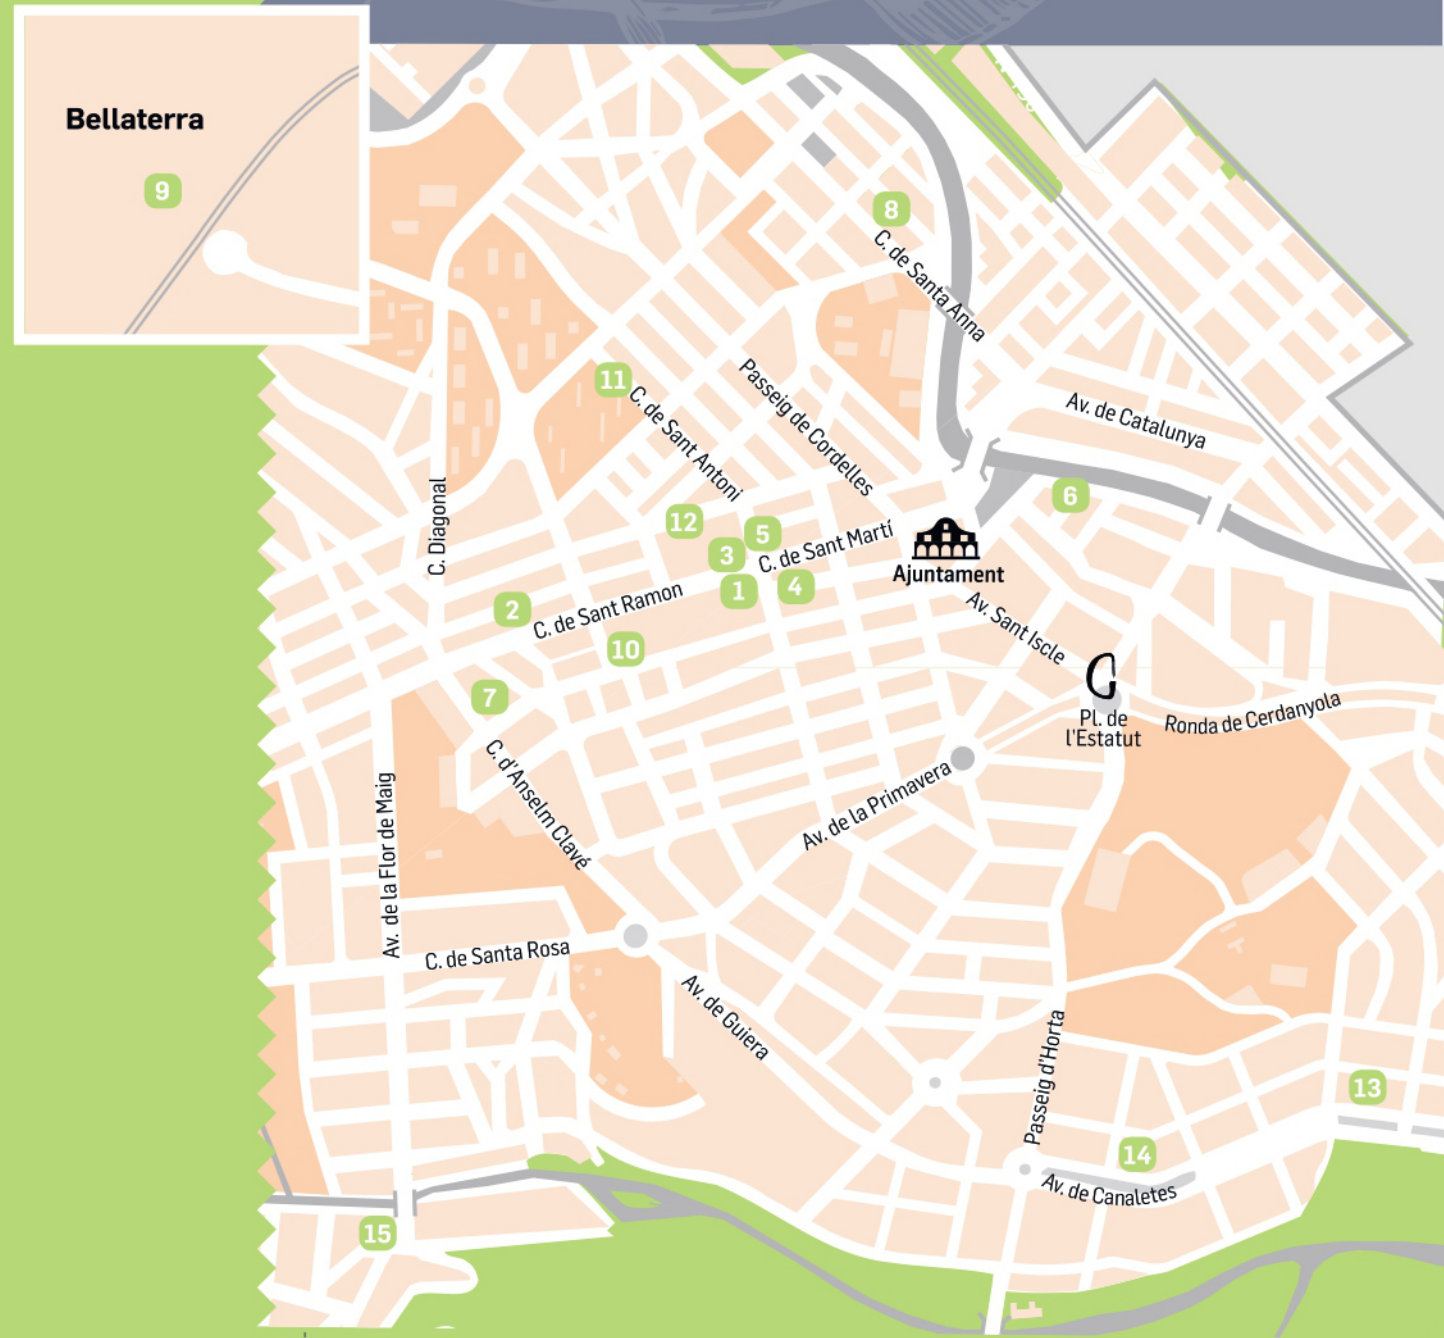 Bellaterra
9
8
C. de Santa Anna
11
C. de Sant Antoni
Passeig de Cordelles
Av. de Catalunya
C. Diagonal
12
5
6
3
C. de Sant Martí
Ajuntament
1
4
2
C. de Sant Ramon
10
Av. Sant Iscle
7
Pl. de
l'Estatut
Ronda de Cerdanyola
C. d'Anselm Clavé
Av. de la Primavera
Av. de la Flor de Maig
C. de Santa Rosa
Av. de Guiera
Passeig d'Horta
13
14
Av. de Canaletes
15